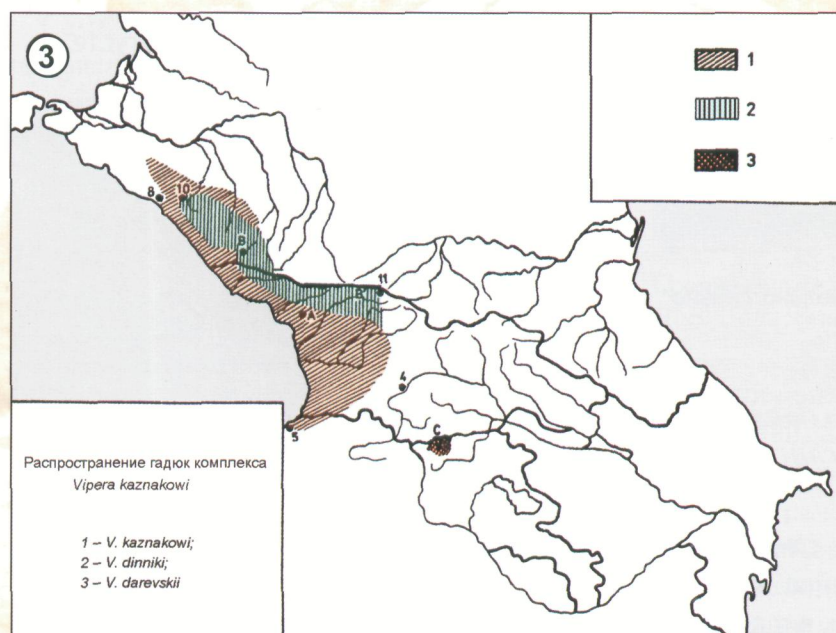 3
1
2
3
8
10
B
11
A
4
5
C
Распространение гадюк комплекса
Vipera kaznakowi
1 – V. kaznakowi;
2 – V. dinniki;
3 – V. darevskii